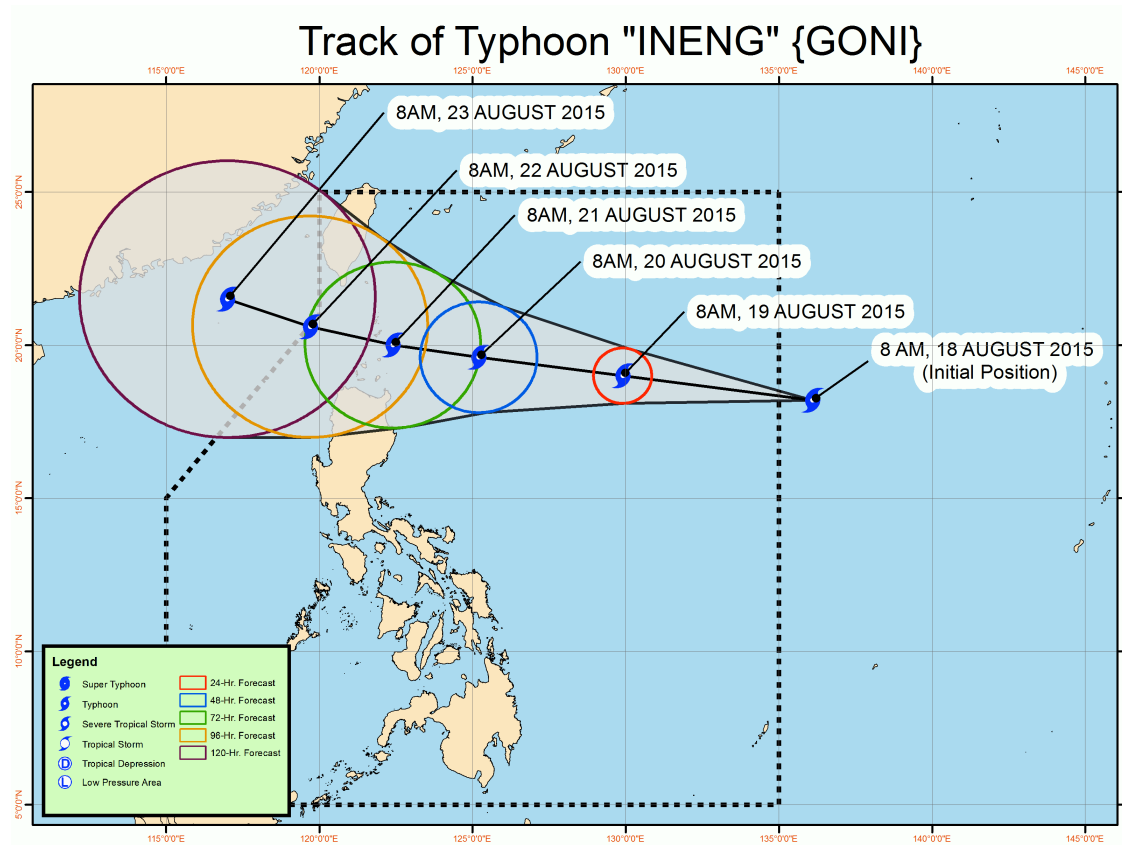 Track of Typhoon "INENG" {GONI}
115°0'0"E
120°0'0"E
125°0'0"E
130°0'0"E
135°0'0"E
140°0'0"E
145°0'0"E
8AM, 23 AUGUST 2015
8AM, 22 AUGUST 2015
25°0'0"N
8AM, 21 AUGUST 2015
8AM, 20 AUGUST 2015
8AM, 19 AUGUST 2015
20°0'0"N
8 AM, 18 AUGUST 2015
(Initial Position)
15°0'0"N
10°0'0"N
5°0'0"N
Legend
Super Typhoon
Typhoon
Severe Tropical Storm
Tropical Storm
D Tropical Depression
L Low Pressure Area
24-Hr. Forecast
48-Hr. Forecast
72-Hr. Forecast
96-Hr. Forecast
120-Hr. Forecast
115°0'0"E
120°0'0"E
125°0'0"E
130°0'0"E
135°0'0"E
140°0'0"E
145°0'0"E